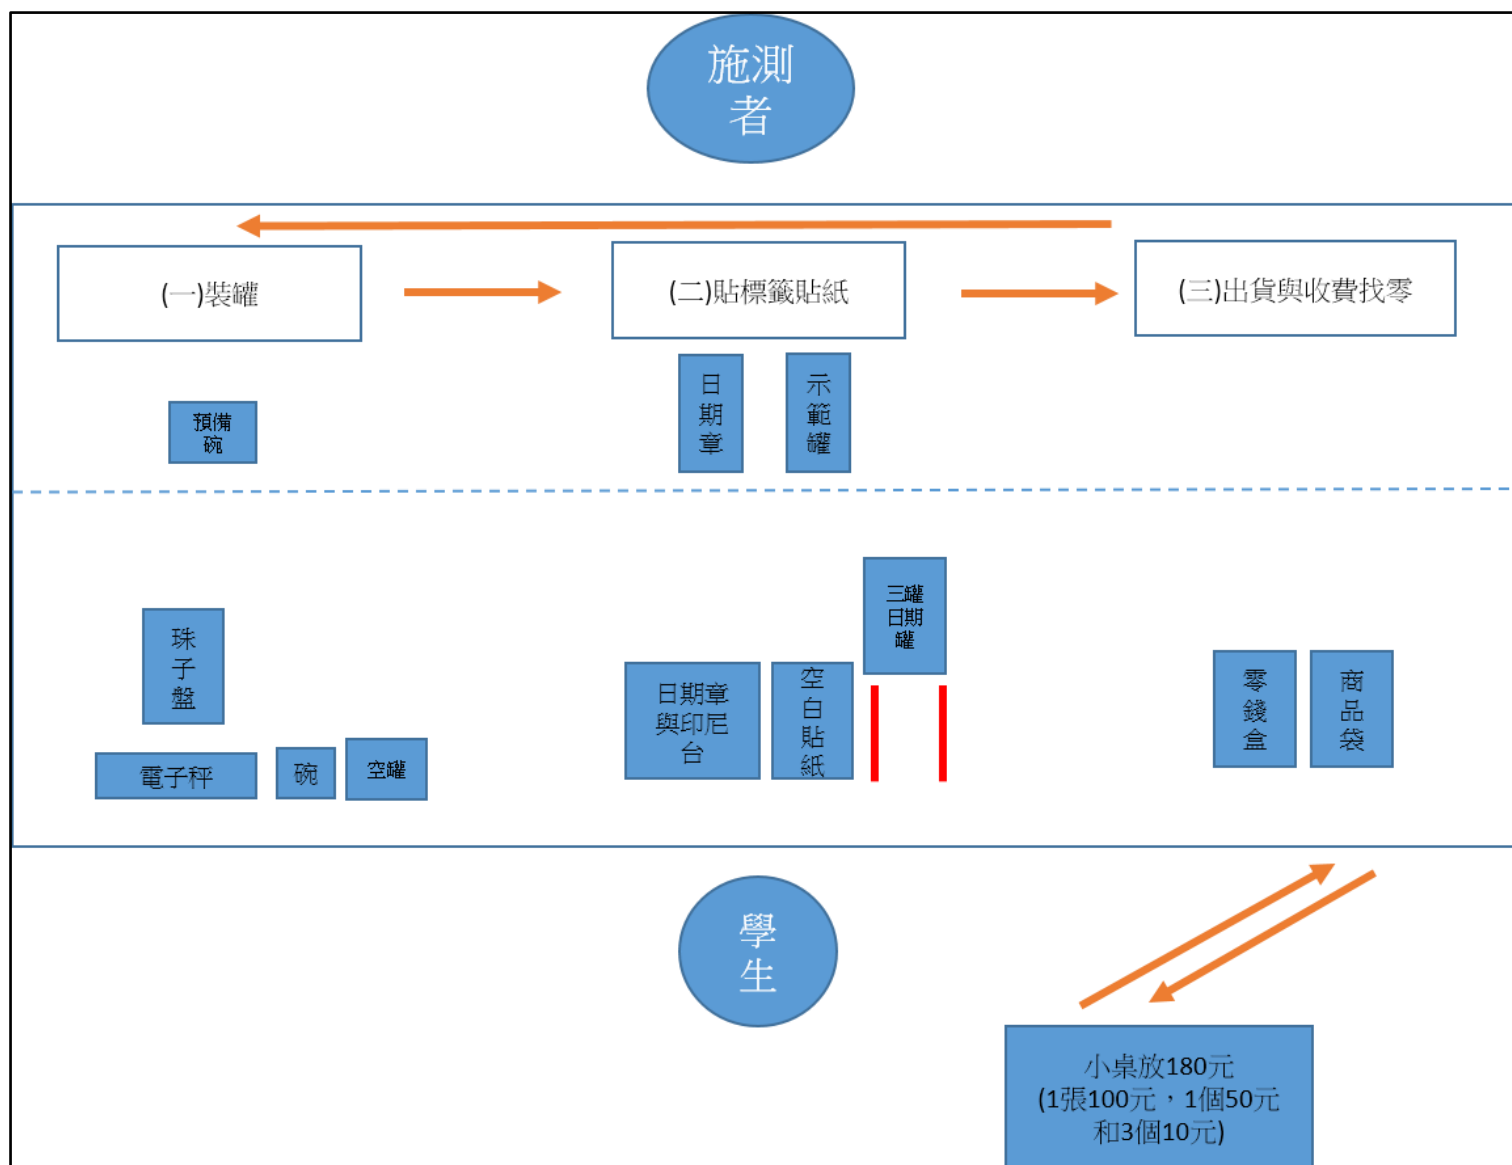 施測
者
(一)裝罐
(二)貼標籤貼紙
(三)出貨與收費找零
預備
碗
日
期
章
示
範
罐
珠
子
盤
電子秤
碗
空罐
日期章
與印尼
台
空
白
貼
紙
三罐
日期
罐
零
錢
盒
商
品
袋
學
生
小桌放180元
(1張100元，1個50元
和3個10元)